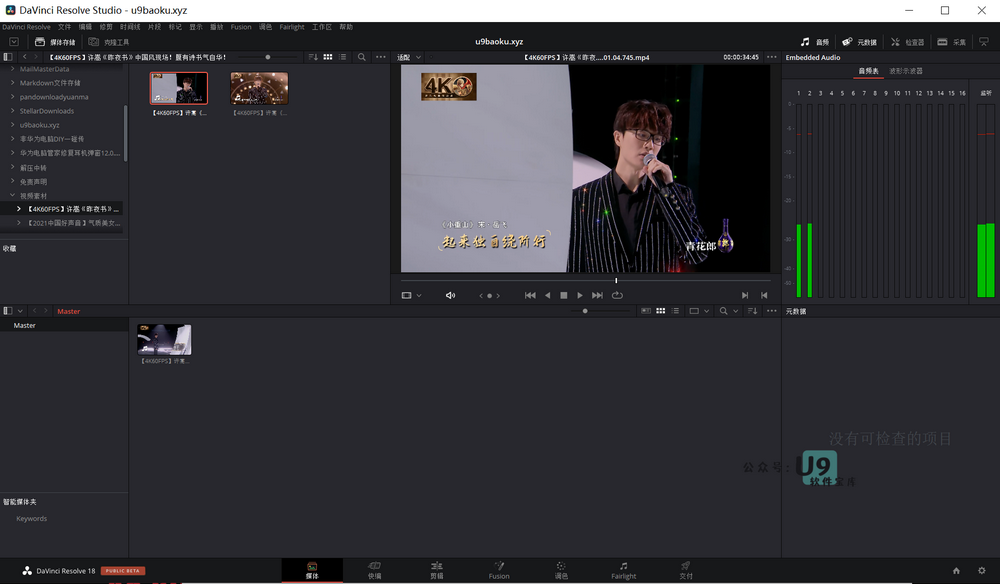 DaVinci Resolve Studio - u9baoku.xyz
DaVinci Resolve 文件 编辑 修剪 时间线 片段 标记 显示 播放 Fusion 调色 Fairlight 工作区 帮助
媒体存储 克隆工具 u9baoku.xyz 音频 元数据 检查器 采集
【4K60FPS】许嵩《昨夜书》中国风现场！最有诗书气自华！ 适配 【4K60FPS】许嵩《昨夜....01.04.745.mp4 00:00:34:45 Embedded Audio
音频表 波形示波器
MailMasterData
Markdown文件存储
pandownloadyuanma
StellarDownloads
u9baoku.xyz
拿华为电脑DIY一碰传
华为电脑管家修复耳机弹窗12.0....
解压中转
免费声明
视频素材
【4K60FPS】许嵩《昨夜书》...
【2021中国好声音】气质美女...
收藏
【4K60FPS】许嵩 (...
【4K60FPS】许嵩 (...
4K
《小重山》宋·岳飞
起来独自绕阶行
青花郎
1 2 3 4 5 6 7 8 9 10 11 12 13 14 15 16 监听
Master
Master
元数据
【4K60FPS】许嵩...
没有可检查的项目
公众号:
U9
软件宝库
智能媒体夹
Keywords
DaVinci Resolve 18 PUBLIC BETA
媒体 快编 剪辑 Fusion 调色 Fairlight 交付